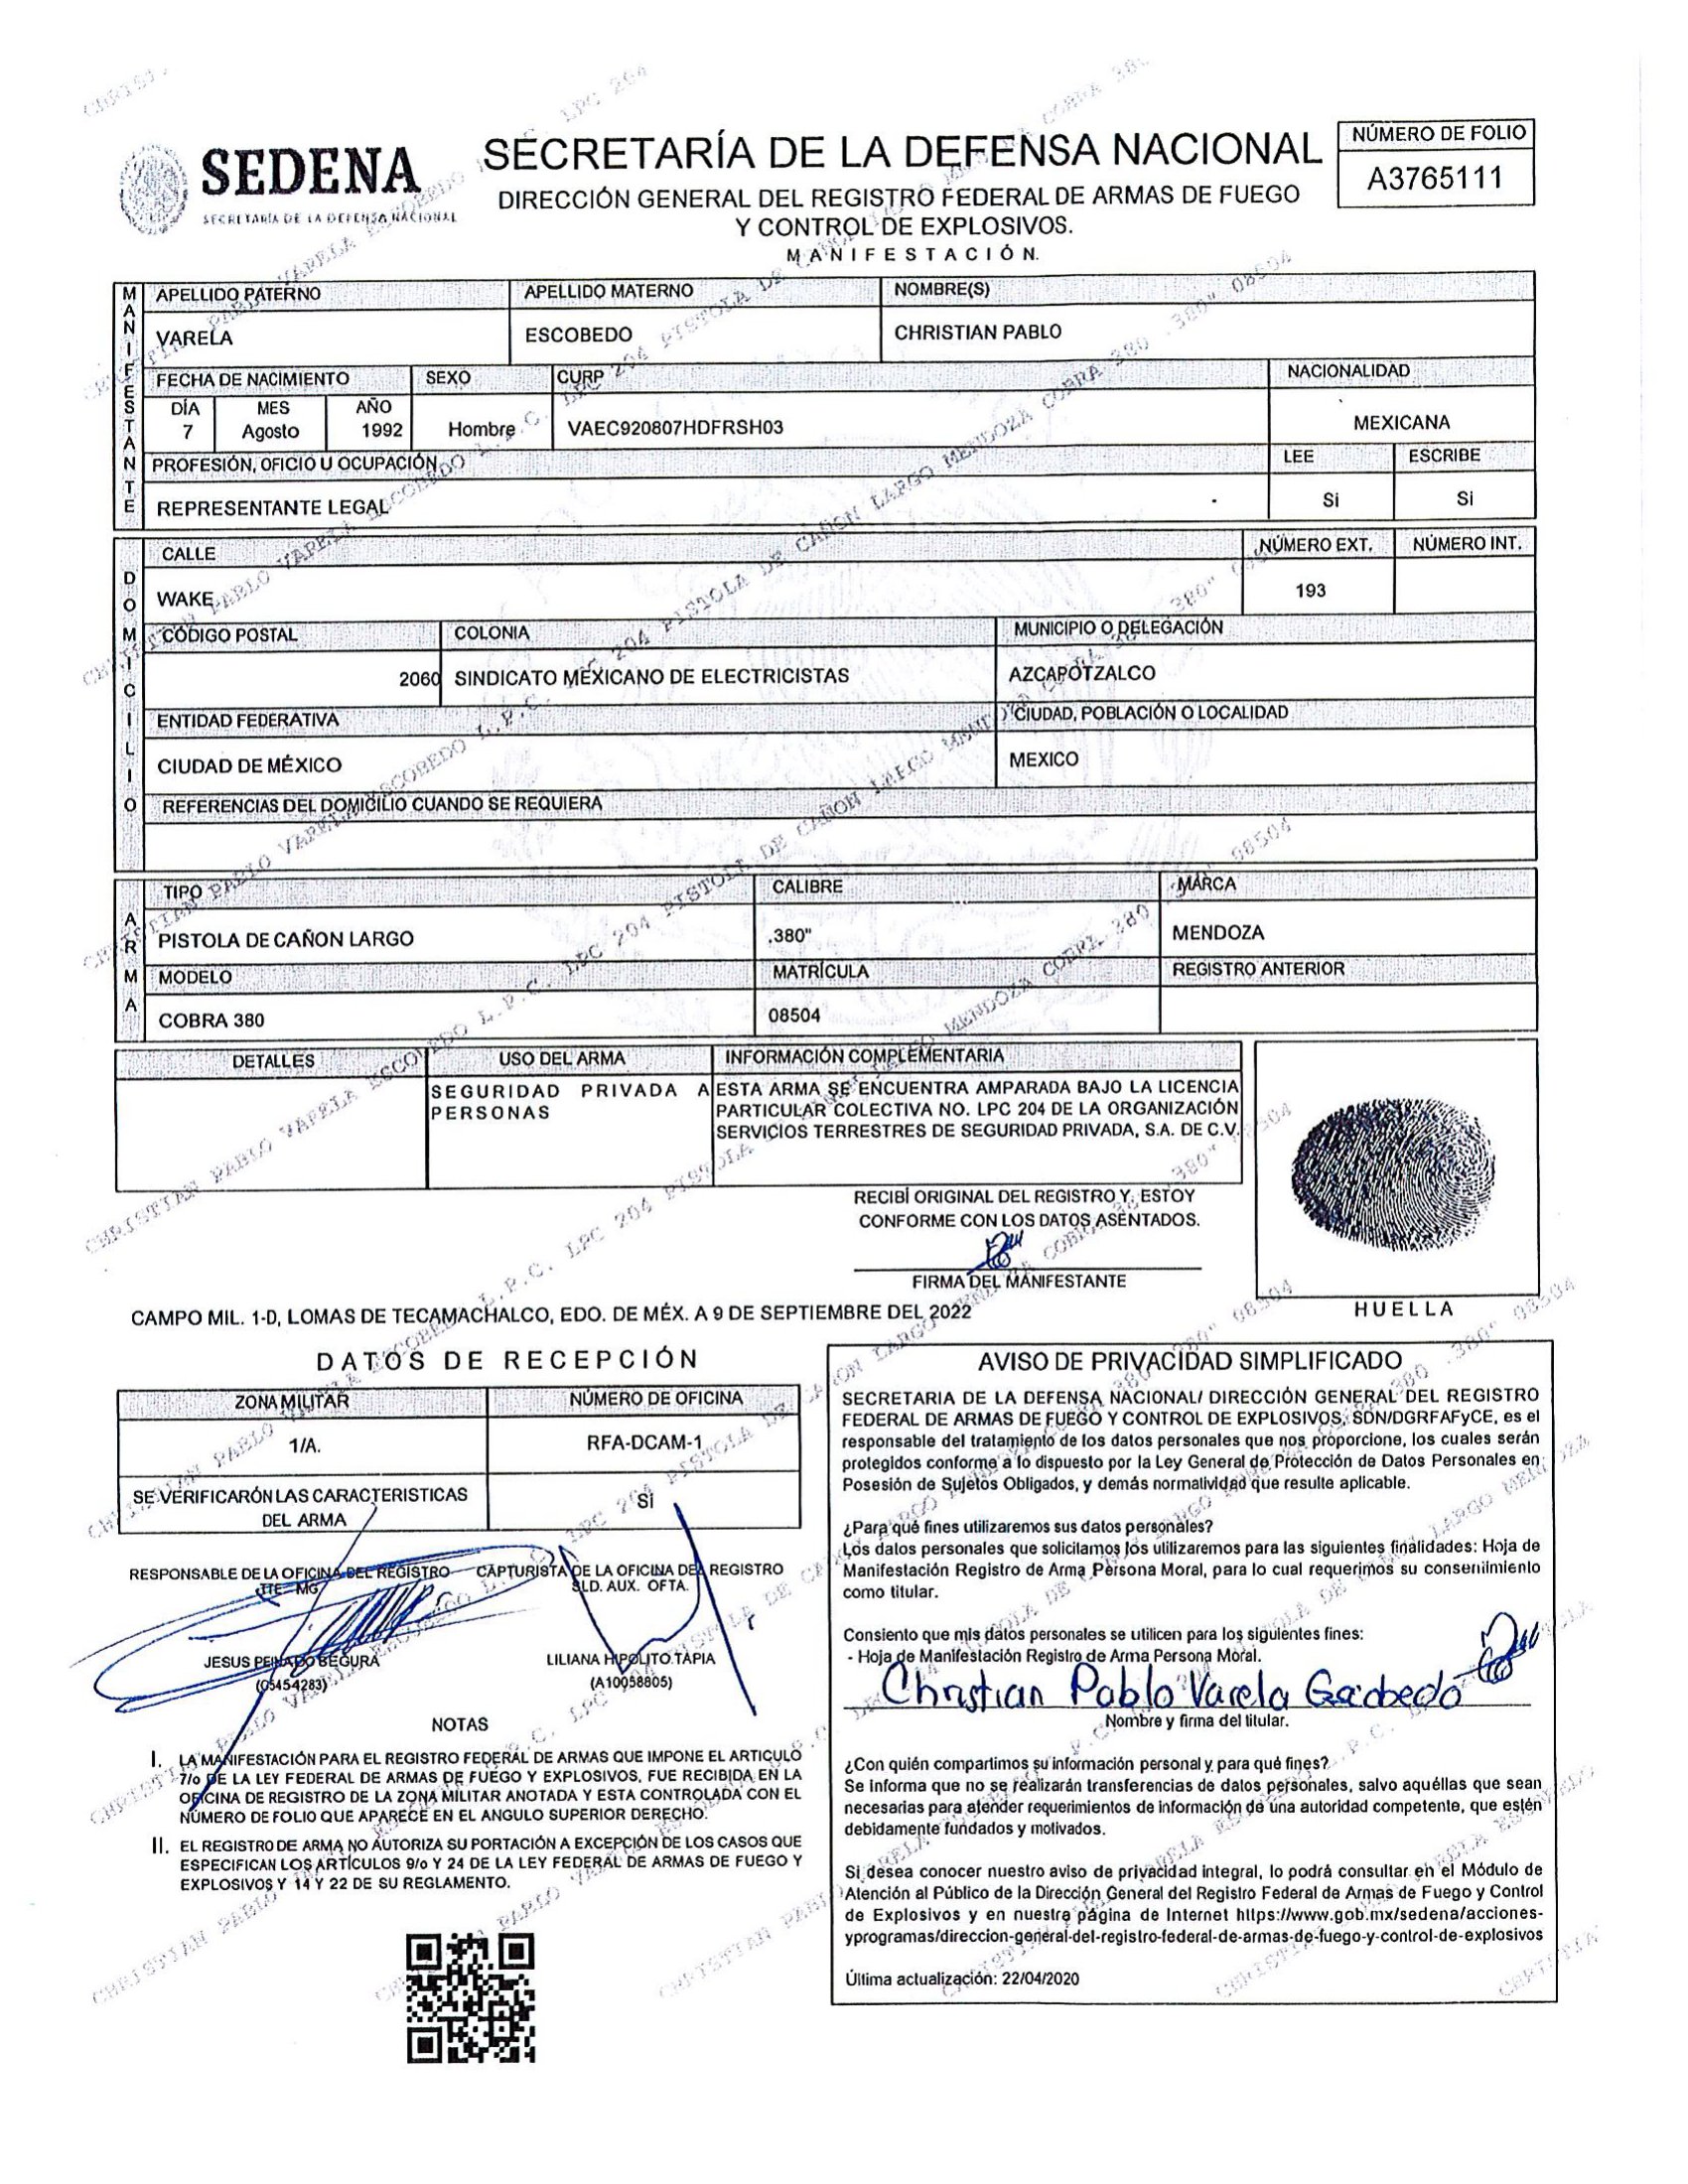 SEDENA
SECRETARÍA DE LA DEFENSA NACIONAL
SECRETARÍA DE LA DEFENSA NACIONAL
DIRECCIÓN GENERAL DEL REGISTRO FEDERAL DE ARMAS DE FUEGO
Y CONTROL DE EXPLOSIVOS.
MANIFESTACIÓN.
NÚMERO DE FOLIO
A3765111
MANIFESTANTE
APELLIDO PATERNO APELLIDO MATERNO NOMBRE(S)
VARELA ESCOBEDO CHRISTIAN PABLO
FECHA DE NACIMIENTO SEXO CURP NACIONALIDAD
DÍA MES AÑO
7 Agosto 1992 Hombre VAEC920807HDFRSH03 MEXICANA
PROFESIÓN, OFICIO U OCUPACIÓN LEE ESCRIBE
REPRESENTANTE LEGAL Si Si
DOMICILIO
CALLE NÚMERO EXT. NÚMERO INT.
WAKE 193
CÓDIGO POSTAL COLONIA MUNICIPIO O DELEGACIÓN
2060 SINDICATO MEXICANO DE ELECTRICISTAS AZCAPOTZALCO
ENTIDAD FEDERATIVA CIUDAD, POBLACIÓN O LOCALIDAD
CIUDAD DE MÉXICO MEXICO
REFERENCIAS DEL DOMICILIO CUANDO SE REQUIERA
ARMA
TIPO CALIBRE MARCA
PISTOLA DE CAÑON LARGO .380" MENDOZA
MODELO MATRÍCULA REGISTRO ANTERIOR
COBRA 380 08504
DETALLES USO DEL ARMA INFORMACIÓN COMPLEMENTARIA
SEGURIDAD PRIVADA A
PERSONAS
ESTA ARMA SE ENCUENTRA AMPARADA BAJO LA LICENCIA
PARTICULAR COLECTIVA NO. LPC 204 DE LA ORGANIZACIÓN
SERVICIOS TERRESTRES DE SEGURIDAD PRIVADA, S.A. DE C.V.
RECIBÍ ORIGINAL DEL REGISTRO Y ESTOY
CONFORME CON LOS DATOS ASENTADOS.
FIRMA DEL MANIFESTANTE
HUELLA
CAMPO MIL. 1-D, LOMAS DE TECAMACHALCO, EDO. DE MÉX. A 9 DE SEPTIEMBRE DEL 2022
DATOS DE RECEPCIÓN
ZONA MILITAR NÚMERO DE OFICINA
1/A. RFA-DCAM-1
SE VERIFICARÓN LAS CARACTERISTICAS
DEL ARMA
SI
RESPONSABLE DE LA OFICINA DEL REGISTRO
TTE. MG.
JESUS PEINADO SEGURA
(C5454283)
CAPTURISTA DE LA OFICINA DEL REGISTRO
SLD. AUX. OFTA.
LILIANA HIPOLITO TAPIA
(A10058805)
NOTAS
I. LA MANIFESTACIÓN PARA EL REGISTRO FEDERAL DE ARMAS QUE IMPONE EL ARTICULO
7/o DE LA LEY FEDERAL DE ARMAS DE FUEGO Y EXPLOSIVOS, FUE RECIBIDA EN LA
OFICINA DE REGISTRO DE LA ZONA MILITAR ANOTADA Y ESTA CONTROLADA CON EL
NÚMERO DE FOLIO QUE APARECE EN EL ANGULO SUPERIOR DERECHO.
II. EL REGISTRO DE ARMA NO AUTORIZA SU PORTACIÓN A EXCEPCIÓN DE LOS CASOS QUE
ESPECIFICAN LOS ARTÍCULOS 9/o Y 24 DE LA LEY FEDERAL DE ARMAS DE FUEGO Y
EXPLOSIVOS Y 14 Y 22 DE SU REGLAMENTO.
AVISO DE PRIVACIDAD SIMPLIFICADO
SECRETARIA DE LA DEFENSA NACIONAL/ DIRECCIÓN GENERAL DEL REGISTRO
FEDERAL DE ARMAS DE FUEGO Y CONTROL DE EXPLOSIVOS, SDN/DGRFAFyCE, es el
responsable del tratamiento de los datos personales que nos proporcione, los cuales serán
protegidos conforme a lo dispuesto por la Ley General de Protección de Datos Personales en
Posesión de Sujetos Obligados, y demás normalividad que resulte aplicable.
¿Para qué fines utilizaremos sus datos personales?
Los datos personales que solicitamos los utilizaremos para las siguientes finalidades: Hoja de
Manifestación Registro de Arma Persona Moral, para lo cual requerimos su consentimiento
como titular.
Consiento que mis datos personales se utilicen para los siguientes fines:
- Hoja de Manifestación Registro de Arma Persona Moral.
Christian Pablo Varela Escobedo
Nombre y firma del titular.
¿Con quién compartimos su información personal y para qué fines?
Se informa que no se realizarán transferencias de datos personales, salvo aquéllas que sean
necesarias para atender requerimientos de información de una autoridad competente, que estén
debidamente fundados y motivados.
Si desea conocer nuestro aviso de privacidad integral, lo podrá consultar en el Módulo de
Atención al Público de la Dirección General del Registro Federal de Armas de Fuego y Control
de Explosivos y en nuestra página de Internet https://www.gob.mx/sedena/acciones-
yprogramas/direccion-general-del-registro-federal-de-armas-de-fuego-y-control-de-explosivos
Última actualización: 22/04/2020